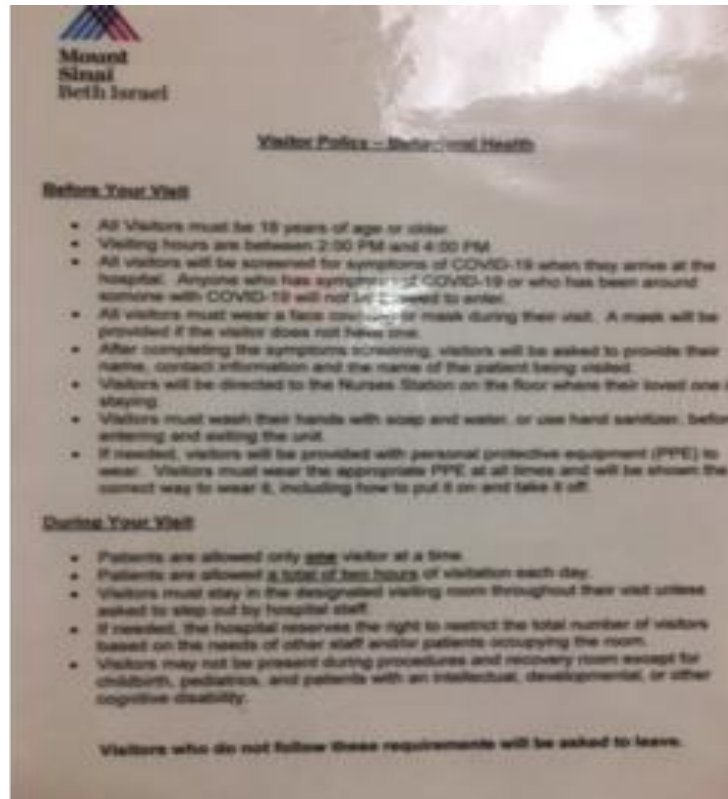 Mount
Sinai
Beth Israel
Visitor Policy – Behavioral Health
Before Your Visit
• All Visitors must be 18 years of age or older.
• Visiting hours are between 2:00 PM and 4:00 PM
• All visitors will be screened for symptoms of COVID-19 when they arrive at the
hospital. Anyone who has symptoms of COVID-19 or who has been around
somone with COVID-19 will not be allowed to enter.
• All visitors must wear a face covering or mask during their visit. A mask will be
provided if the visitor does not have one.
• After completing the symptoms screening, visitors will be asked to provide their
name, contact information and the name of the patient being visited.
• Visitors will be directed to the Nurses Station on the floor where their loved one
staying.
• Visitors must wash their hands with soap and water, or use hand sanitizer, befor
entering and exiting the unit.
• If needed, visitors will be provided with personal protective equipment (PPE) to
wear. Visitors must wear the appropriate PPE at all times and will be shown the
correct way to wear it, including how to put it on and take it off.
During Your Visit
• Patients are allowed only one visitor at a time.
• Patients are allowed a total of two hours of visitation each day.
• Visitors must stay in the designated visiting room throughout their visit unless
asked to step out by hospital staff.
• If needed, the hospital reserves the right to restrict the total number of visitors
based on the needs of other staff and/or patients occupying the room.
• Visitors may not be present during procedures and recovery room except for
childbirth, pediatrics, and patients with an intellectual, developmental, or other
cognitive disability.
Visitors who do not follow these requirements will be asked to leave.